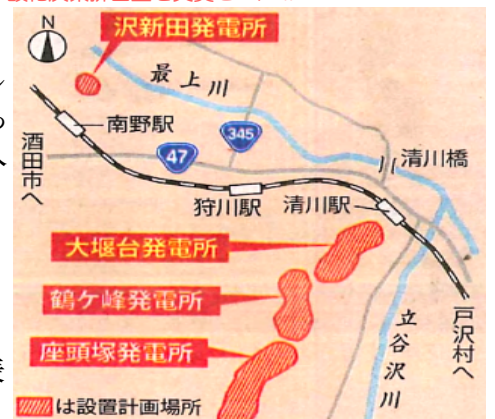 沢新田発電所
N
最上川
南野駅
345
47
酒田市へ
清川橋
狩川駅
清川駅
大堰台発電所
鶴ケ峰発電所
立谷沢川
戸沢村へ
座頭塚発電所
は設置計画場所